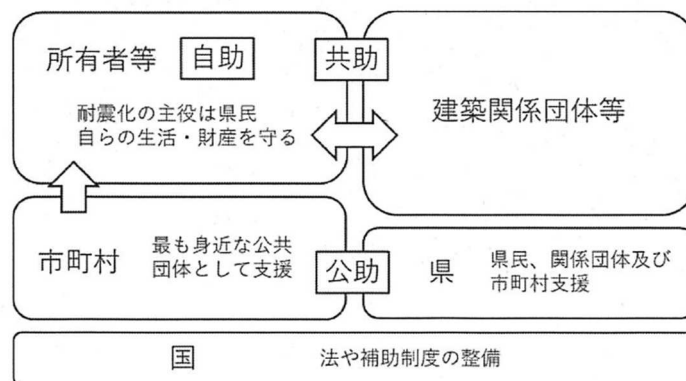 所有者等
自助
共助
耐震化の主役は県民
自らの生活・財産を守る
建築関係団体等
市町村
最も身近な公共
団体として支援
公助
県
県民、関係団体及び
市町村支援
国
法や補助制度の整備